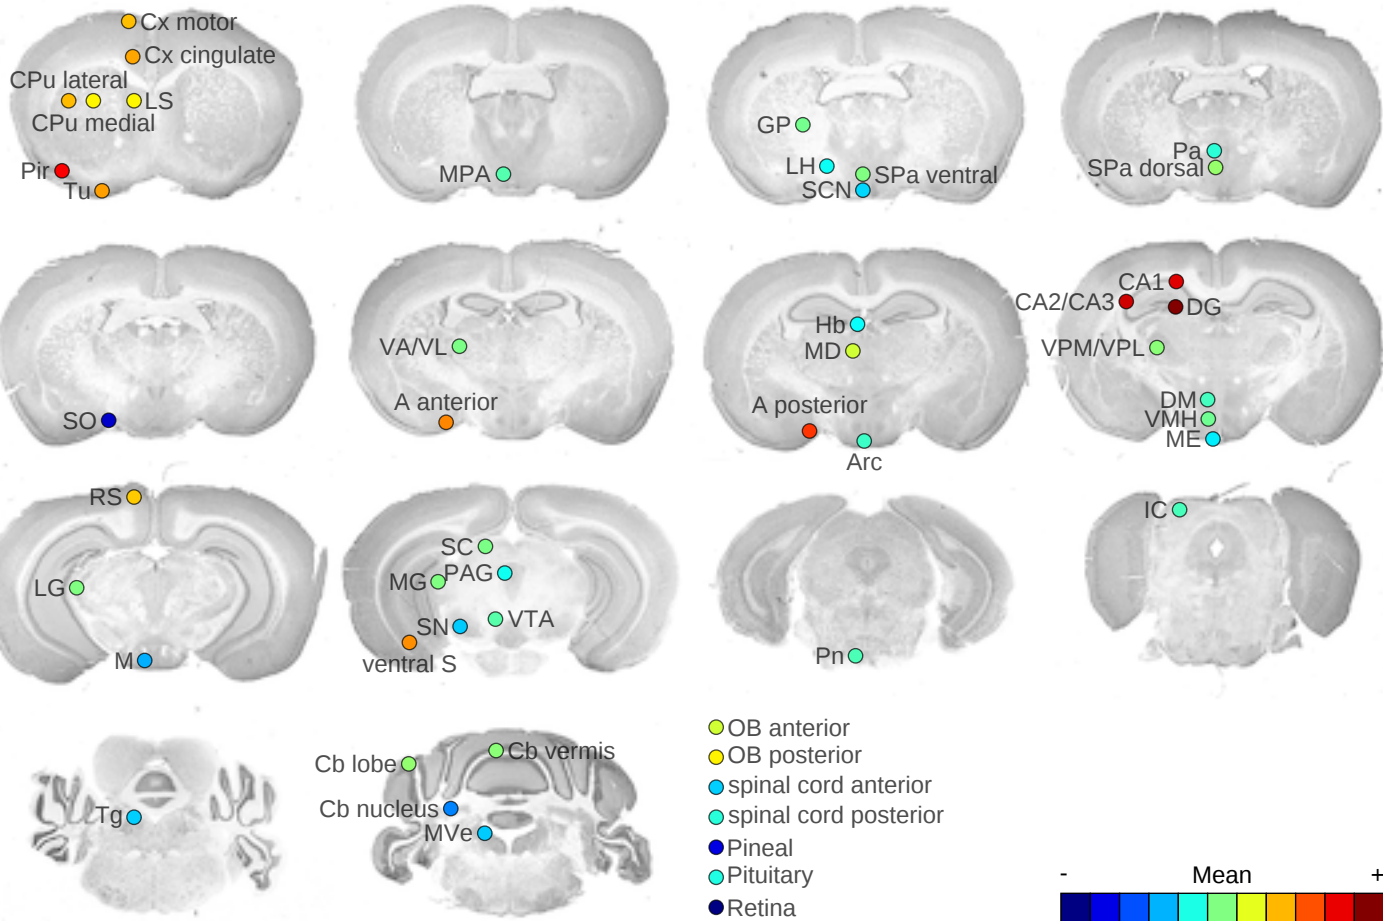 Cx motor
Cx cingulate
CPu lateral
LS
CPu medial
Pir
Tu
MPA
GP
LH
SPa ventral
SCN
Pa
SPa dorsal
SO
VA/VL
A anterior
Hb
MD
A posterior
Arc
CA1
CA2/CA3
DG
VPM/VPL
DM
VMH
ME
RS
LG
M
SC
MG
PAG
SN
VTA
ventral S
Pn
IC
Tg
Cb lobe
Cb vermis
Cb nucleus
MVe
OB anterior
OB posterior
spinal cord anterior
spinal cord posterior
Pineal
Pituitary
Retina
- Mean +